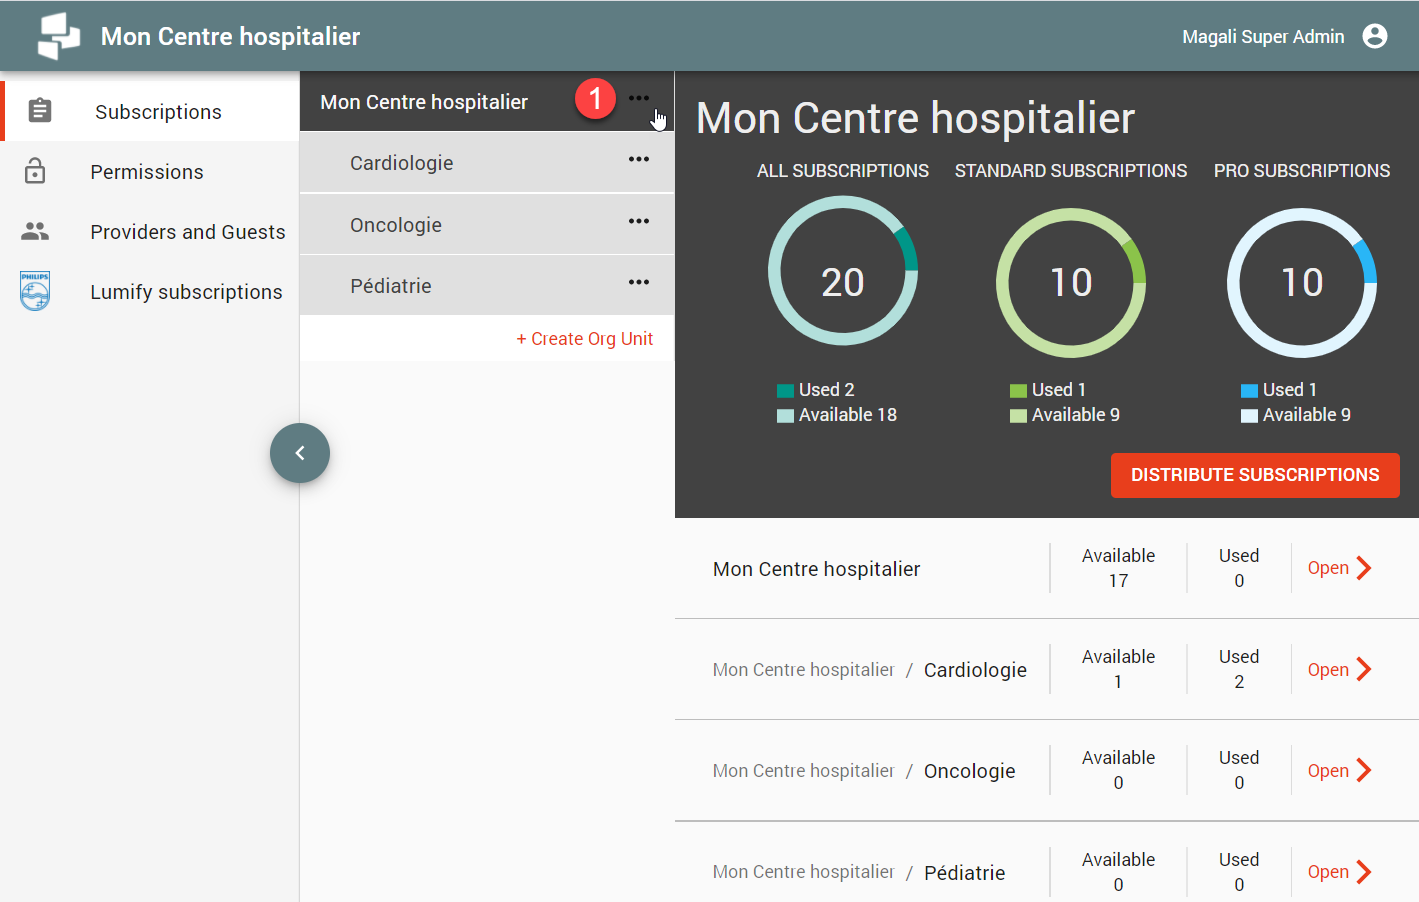 Mon Centre hospitalier
Magali Super Admin
Subscriptions
Permissions
Providers and Guests
PHILIPS
Lumify subscriptions
Mon Centre hospitalier
1
Cardiologie
Oncologie
Pédiatrie
+ Create Org Unit
Mon Centre hospitalier
ALL SUBSCRIPTIONS
20
Used 2
Available 18
STANDARD SUBSCRIPTIONS
10
Used 1
Available 9
PRO SUBSCRIPTIONS
10
Used 1
Available 9
DISTRIBUTE SUBSCRIPTIONS
Mon Centre hospitalier
Available
17
Used
0
Open
Mon Centre hospitalier / Cardiologie
Available
1
Used
2
Open
Mon Centre hospitalier / Oncologie
Available
0
Used
0
Open
Mon Centre hospitalier / Pédiatrie
Available
0
Used
0
Open